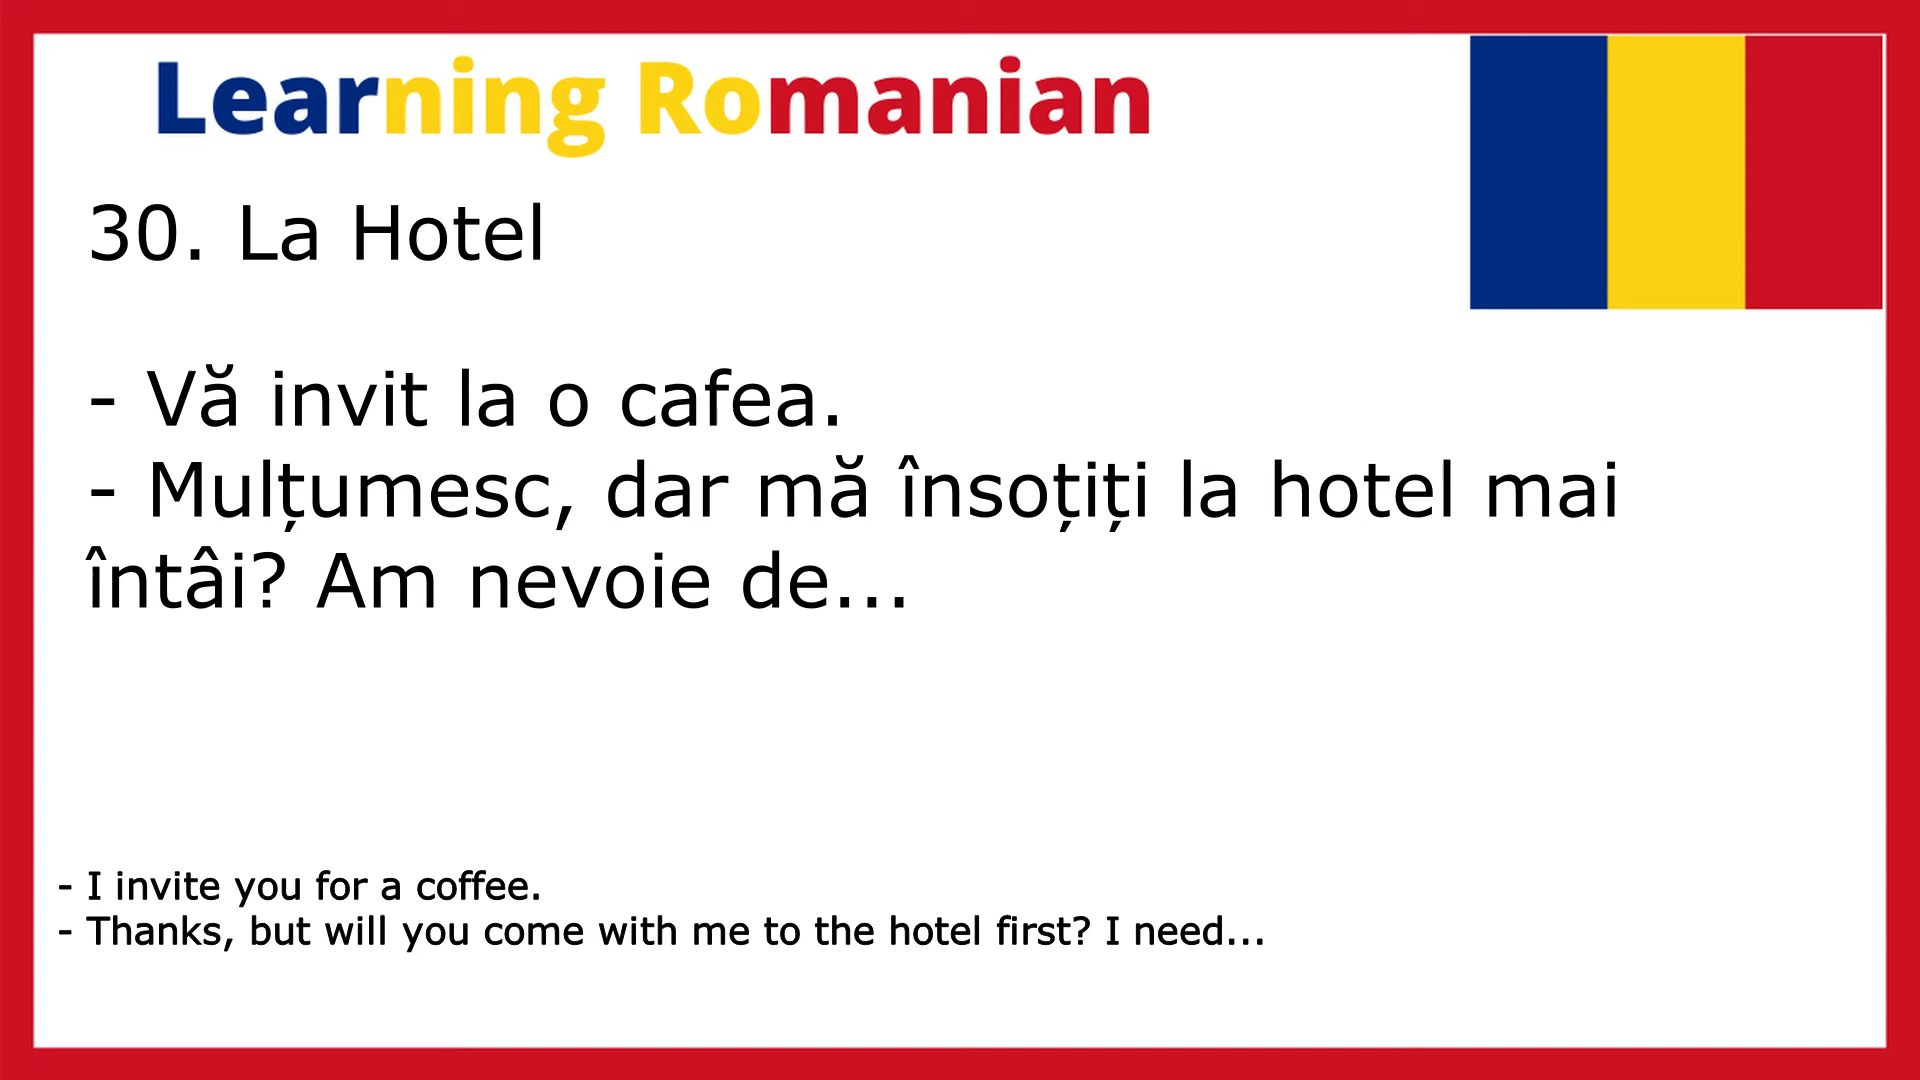 Learning Romanian
30. La Hotel
- Vă invit la o cafea.
- Mulțumesc, dar mă însoțiți la hotel mai
întâi? Am nevoie de...
- I invite you for a coffee.
- Thanks, but will you come with me to the hotel first? I need...